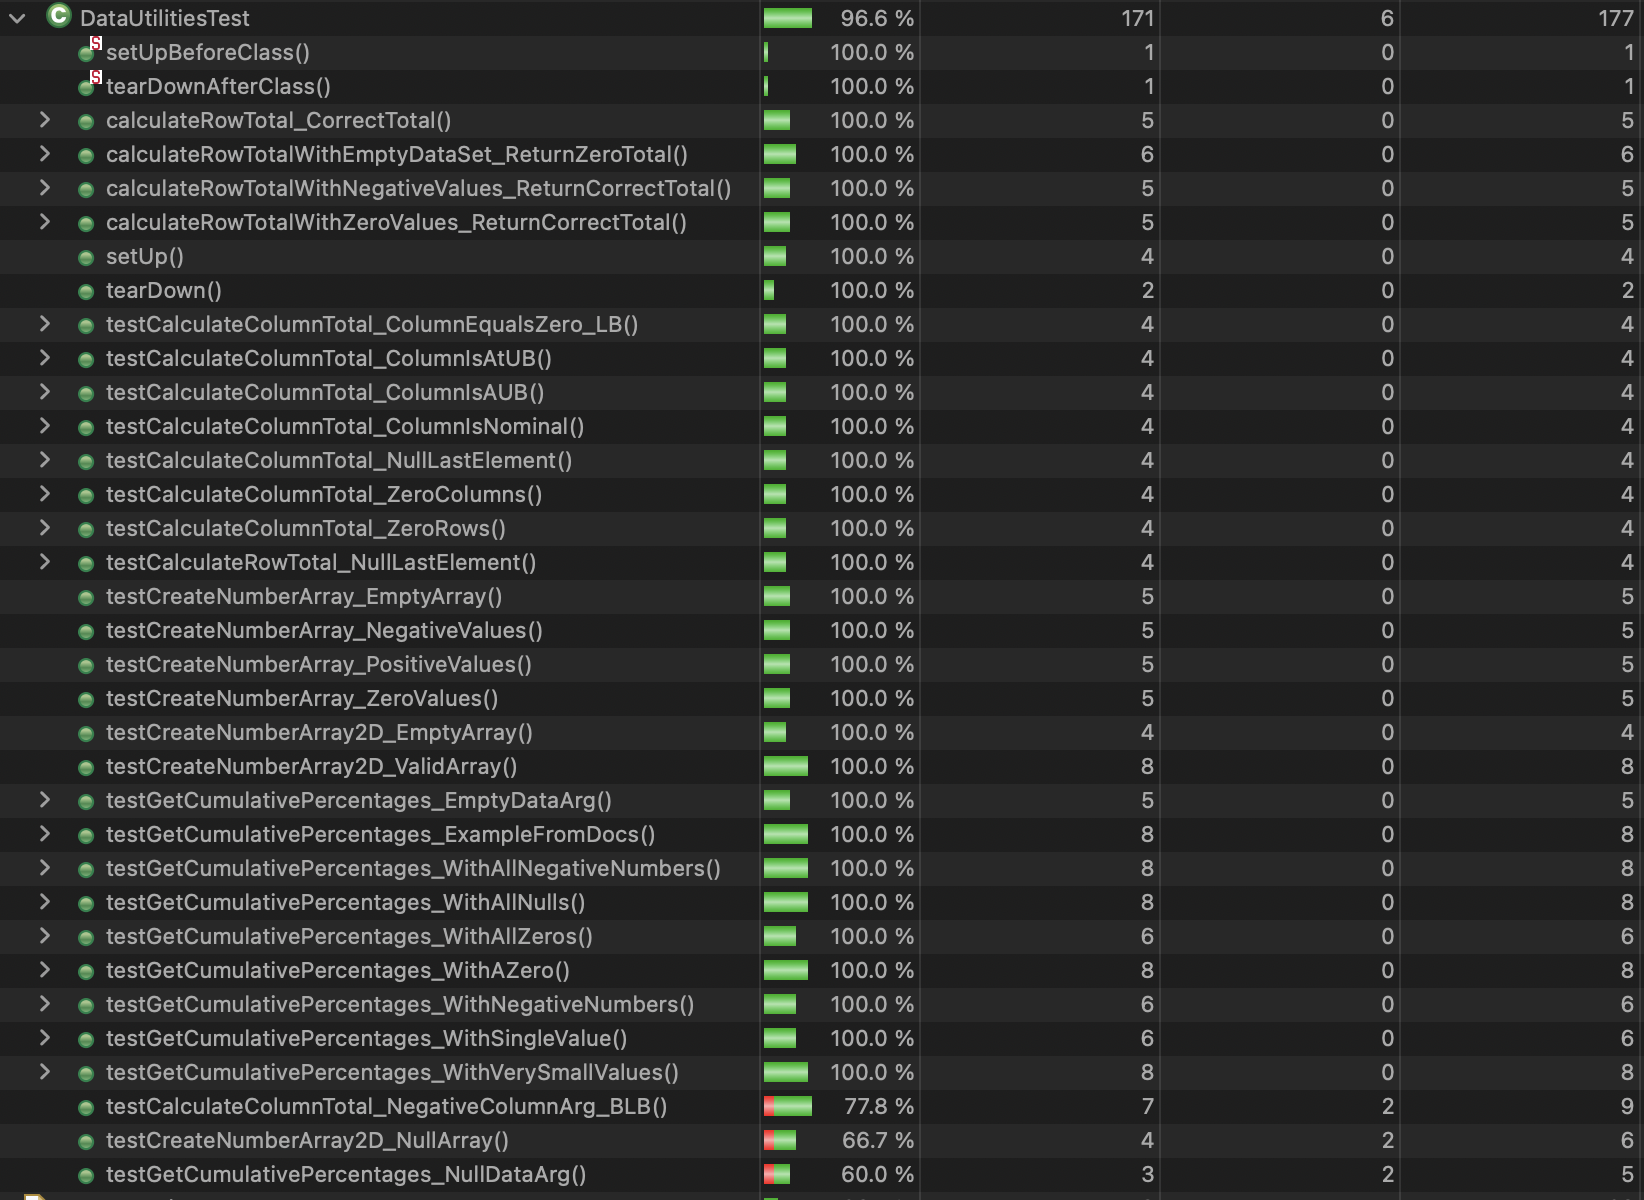 DataUtilitiesTest 96.6 % 171 6 177
setUpBeforeClass() 100.0 % 1 0 1
tearDownAfterClass() 100.0 % 1 0 1
calculateRowTotal_CorrectTotal() 100.0 % 5 0 5
calculateRowTotalWithEmptyDataSet_ReturnZeroTotal() 100.0 % 6 0 6
calculateRowTotalWithNegativeValues_ReturnCorrectTotal() 100.0 % 5 0 5
calculateRowTotalWithZeroValues_ReturnCorrectTotal() 100.0 % 5 0 5
setUp() 100.0 % 4 0 4
tearDown() 100.0 % 2 0 2
testCalculateColumnTotal_ColumnEqualsZero_LB() 100.0 % 4 0 4
testCalculateColumnTotal_ColumnIsAtUB() 100.0 % 4 0 4
testCalculateColumnTotal_ColumnIsAUB() 100.0 % 4 0 4
testCalculateColumnTotal_ColumnIsNominal() 100.0 % 4 0 4
testCalculateColumnTotal_NullLastElement() 100.0 % 4 0 4
testCalculateColumnTotal_ZeroColumns() 100.0 % 4 0 4
testCalculateColumnTotal_ZeroRows() 100.0 % 4 0 4
testCalculateRowTotal_NullLastElement() 100.0 % 4 0 4
testCreateNumberArray_EmptyArray() 100.0 % 5 0 5
testCreateNumberArray_NegativeValues() 100.0 % 5 0 5
testCreateNumberArray_PositiveValues() 100.0 % 5 0 5
testCreateNumberArray_ZeroValues() 100.0 % 5 0 5
testCreateNumberArray2D_EmptyArray() 100.0 % 4 0 4
testCreateNumberArray2D_ValidArray() 100.0 % 8 0 8
testGetCumulativePercentages_EmptyDataArg() 100.0 % 5 0 5
testGetCumulativePercentages_ExampleFromDocs() 100.0 % 8 0 8
testGetCumulativePercentages_WithAllNegativeNumbers() 100.0 % 8 0 8
testGetCumulativePercentages_WithAllNulls() 100.0 % 8 0 8
testGetCumulativePercentages_WithAllZeros() 100.0 % 6 0 6
testGetCumulativePercentages_WithAZero() 100.0 % 8 0 8
testGetCumulativePercentages_WithNegativeNumbers() 100.0 % 6 0 6
testGetCumulativePercentages_WithSingleValue() 100.0 % 6 0 6
testGetCumulativePercentages_WithVerySmallValues() 100.0 % 8 0 8
testCalculateColumnTotal_NegativeColumnArg_BLB() 77.8 % 7 2 9
testCreateNumberArray2D_NullArray() 66.7 % 4 2 6
testGetCumulativePercentages_NullDataArg() 60.0 % 3 2 5